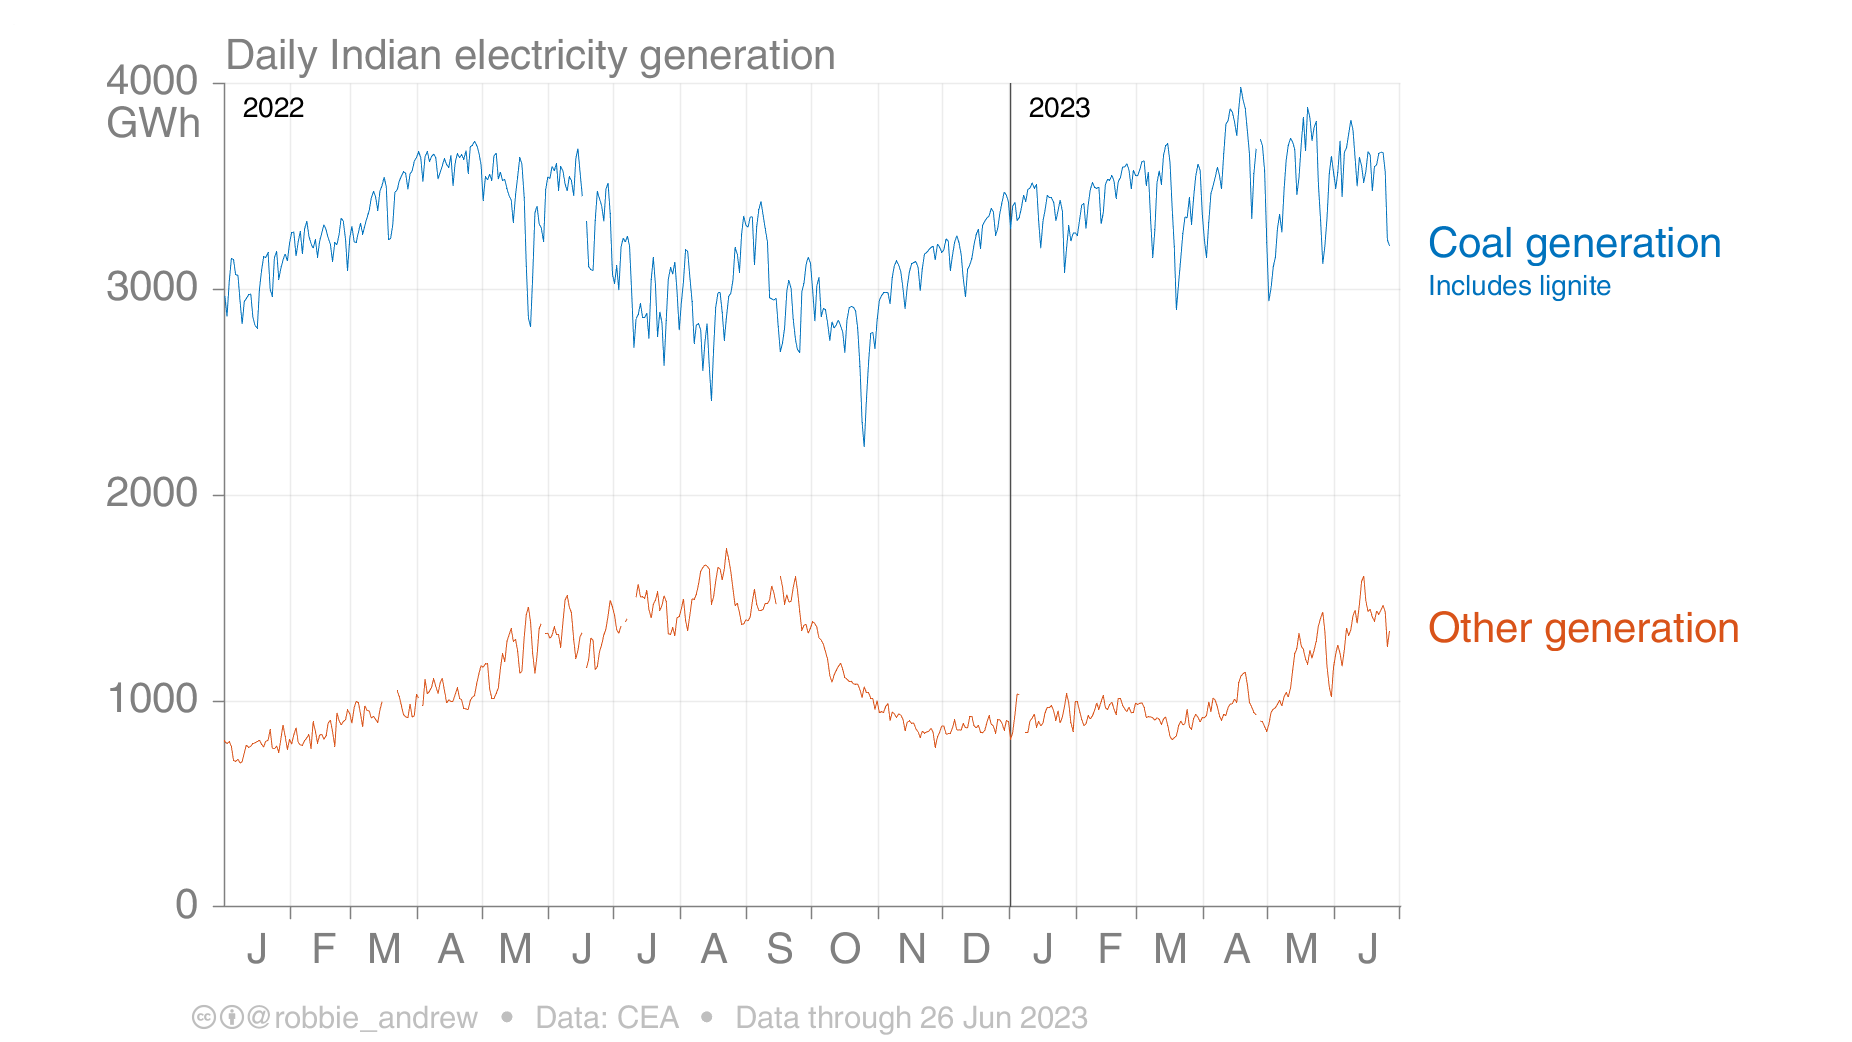 Daily Indian electricity generation
4000
GWh
2022
2023
3000
2000
1000
0
Coal generation
Includes lignite
Other generation
J F M A M J J A S O N D J F M A M J
@robbie_andrew • Data: CEA • Data through 26 Jun 2023